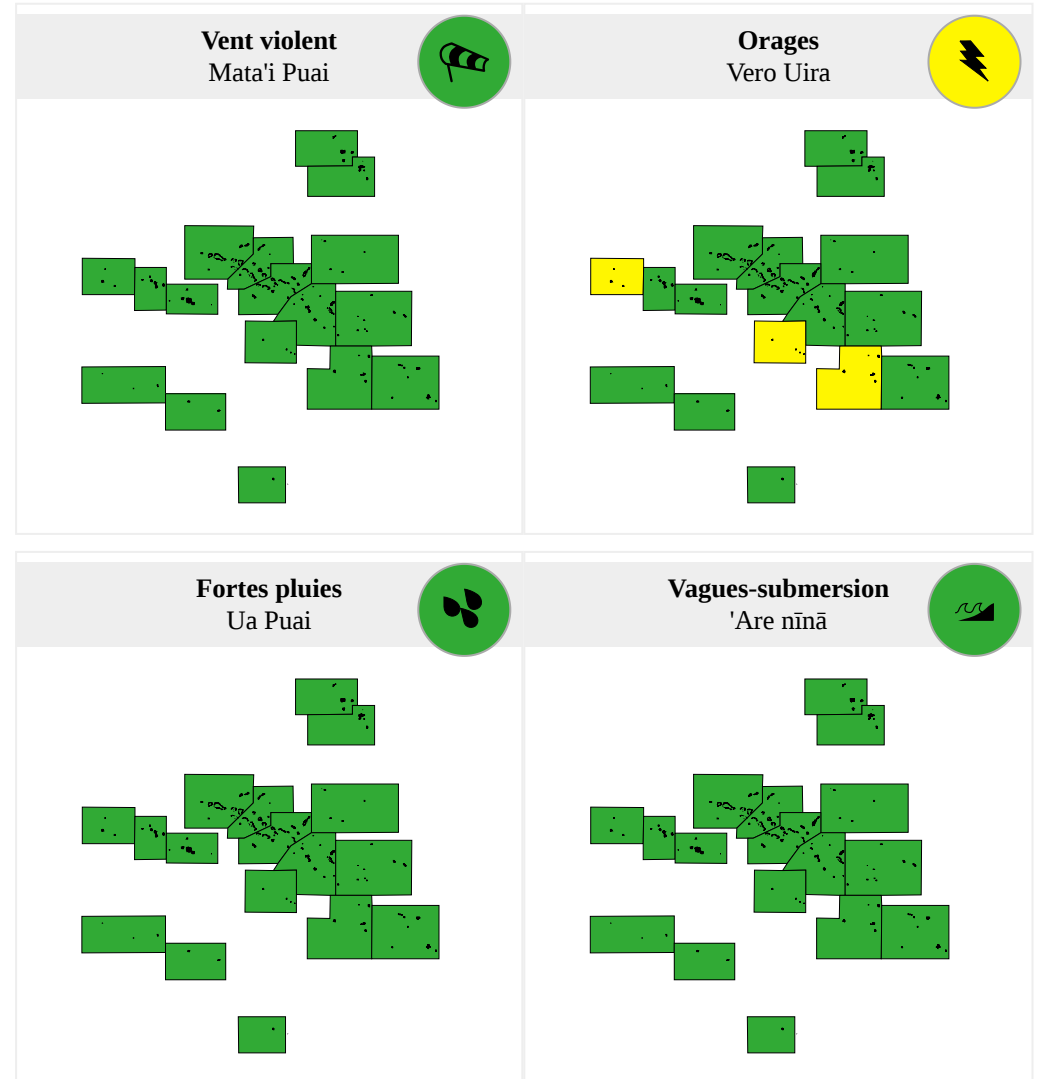 Vent violent
Mata'i Puai
Orages
Vero Uira
Fortes pluies
Ua Puai
Vagues-submersion
'Are nīnā